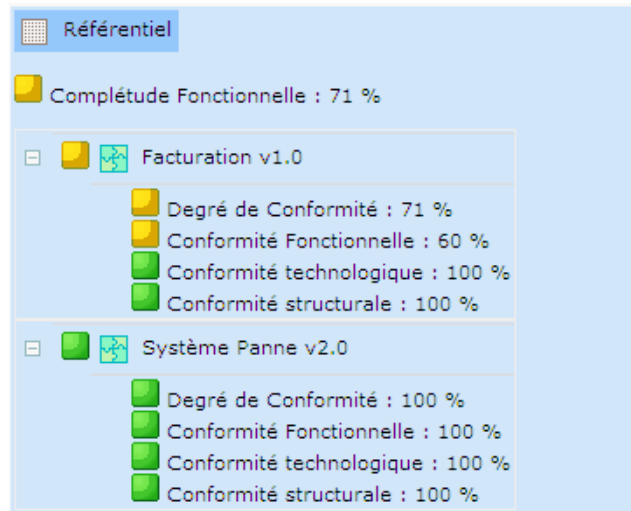 Référentiel
Complétude Fonctionnelle : 71 %
Facturation v1.0
Degré de Conformité : 71 %
Conformité Fonctionnelle : 60 %
Conformité technologique : 100 %
Conformité structurale : 100 %
Système Panne v2.0
Degré de Conformité : 100 %
Conformité Fonctionnelle : 100 %
Conformité technologique : 100 %
Conformité structurale : 100 %